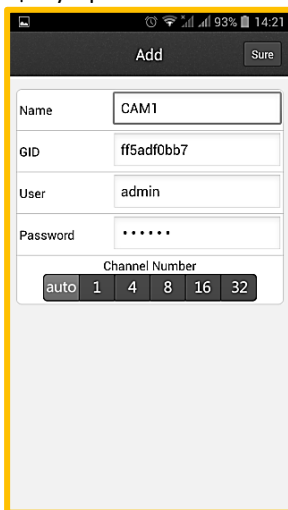 93% 14:21
Add Sure
Name CAM1
GID ff5adf0bb7
User admin
Password ······
Channel Number
auto 1 4 8 16 32